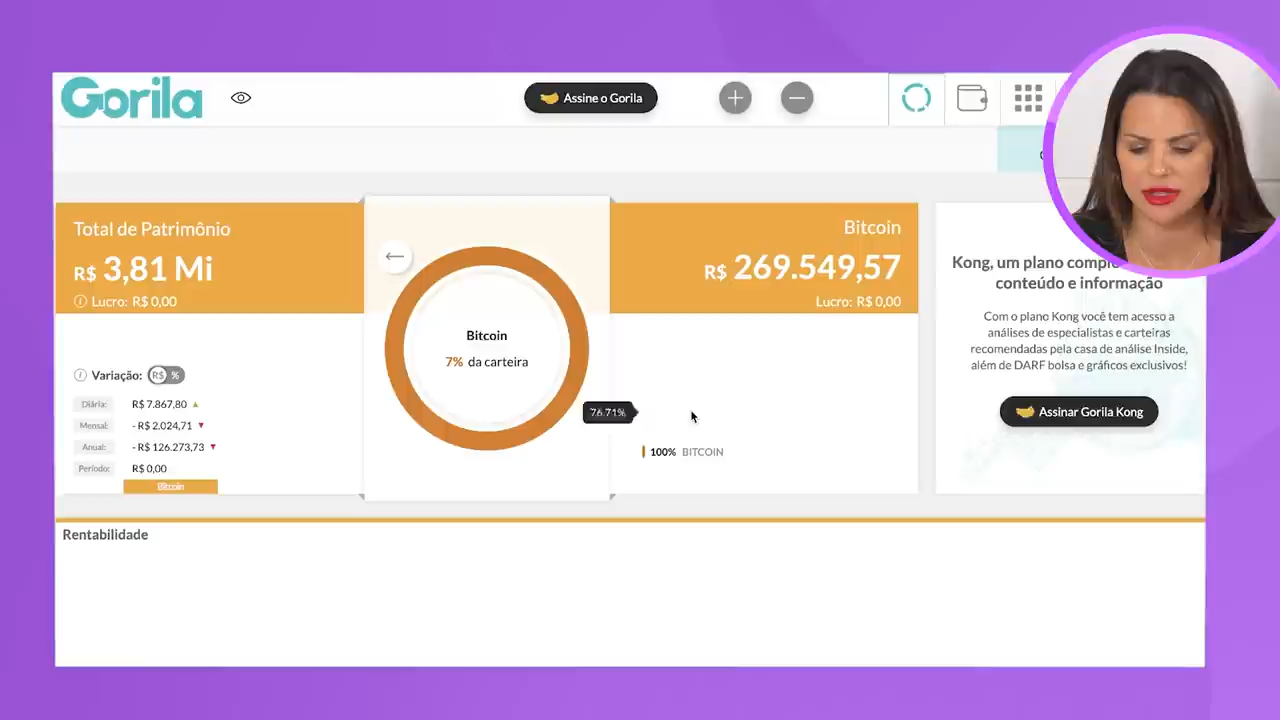 Gorila
Assine o Gorila
Total de Patrimônio
R$ 3,81 Mi
Lucro: R$ 0,00
Bitcoin
R$ 269.549,57
Lucro: R$ 0,00
Bitcoin
7% da carteira
76.71%
100% BITCOIN
Variação: R$ %
Diária: R$ 7.867,80
Mensal: - R$ 2.024,71
Anual: - R$ 126.273,73
Período: R$ 0,00
Bitcoin
Kong, um plano
conteúdo e informação
Com o plano Kong você tem acesso a
análises de especialistas e carteiras
recomendadas pela casa de análise Inside,
além de DARF bolsa e gráficos exclusivos!
Assinar Gorila Kong
Rentabilidade